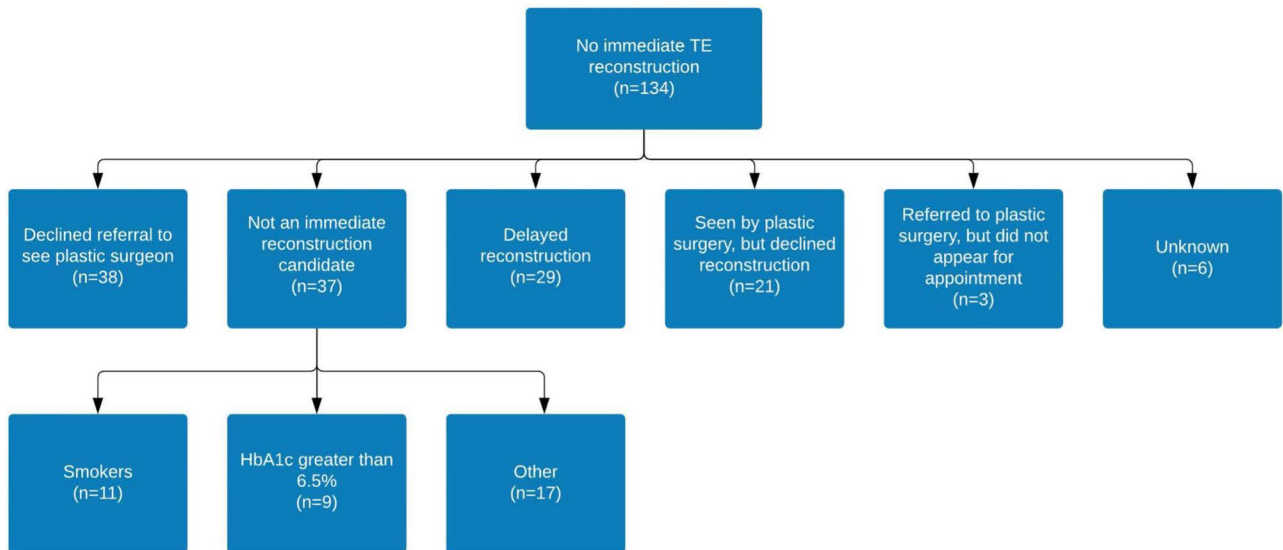 No immediate TE
reconstruction
(n=134)
Declined referral to
see plastic surgeon
(n=38)
Not an immediate
reconstruction
candidate
(n=37)
Delayed
reconstruction
(n=29)
Seen by plastic
surgery, but declined
reconstruction
(n=21)
Referred to plastic
surgery, but did not
appear for
appointment
(n=3)
Unknown
(n=6)
Smokers
(n=11)
HbA1c greater than
6.5%
(n=9)
Other
(n=17)